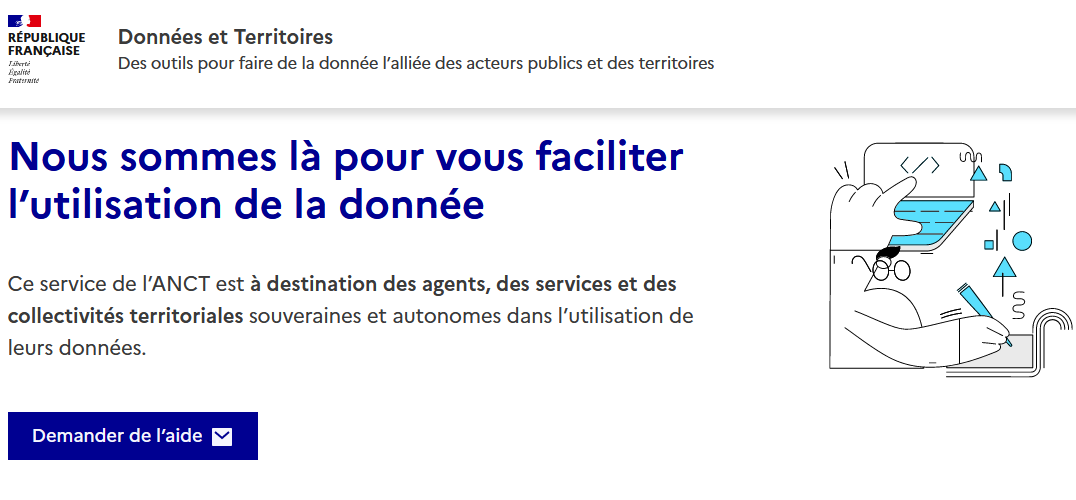 RÉPUBLIQUE
FRANÇAISE
Liberté
Égalité
Fraternité
Données et Territoires
Des outils pour faire de la donnée l’alliée des acteurs publics et des territoires
Nous sommes là pour vous faciliter
l’utilisation de la donnée
Ce service de l’ANCT est à destination des agents, des services et des
collectivités territoriales souveraines et autonomes dans l’utilisation de
leurs données.
Demander de l’aide